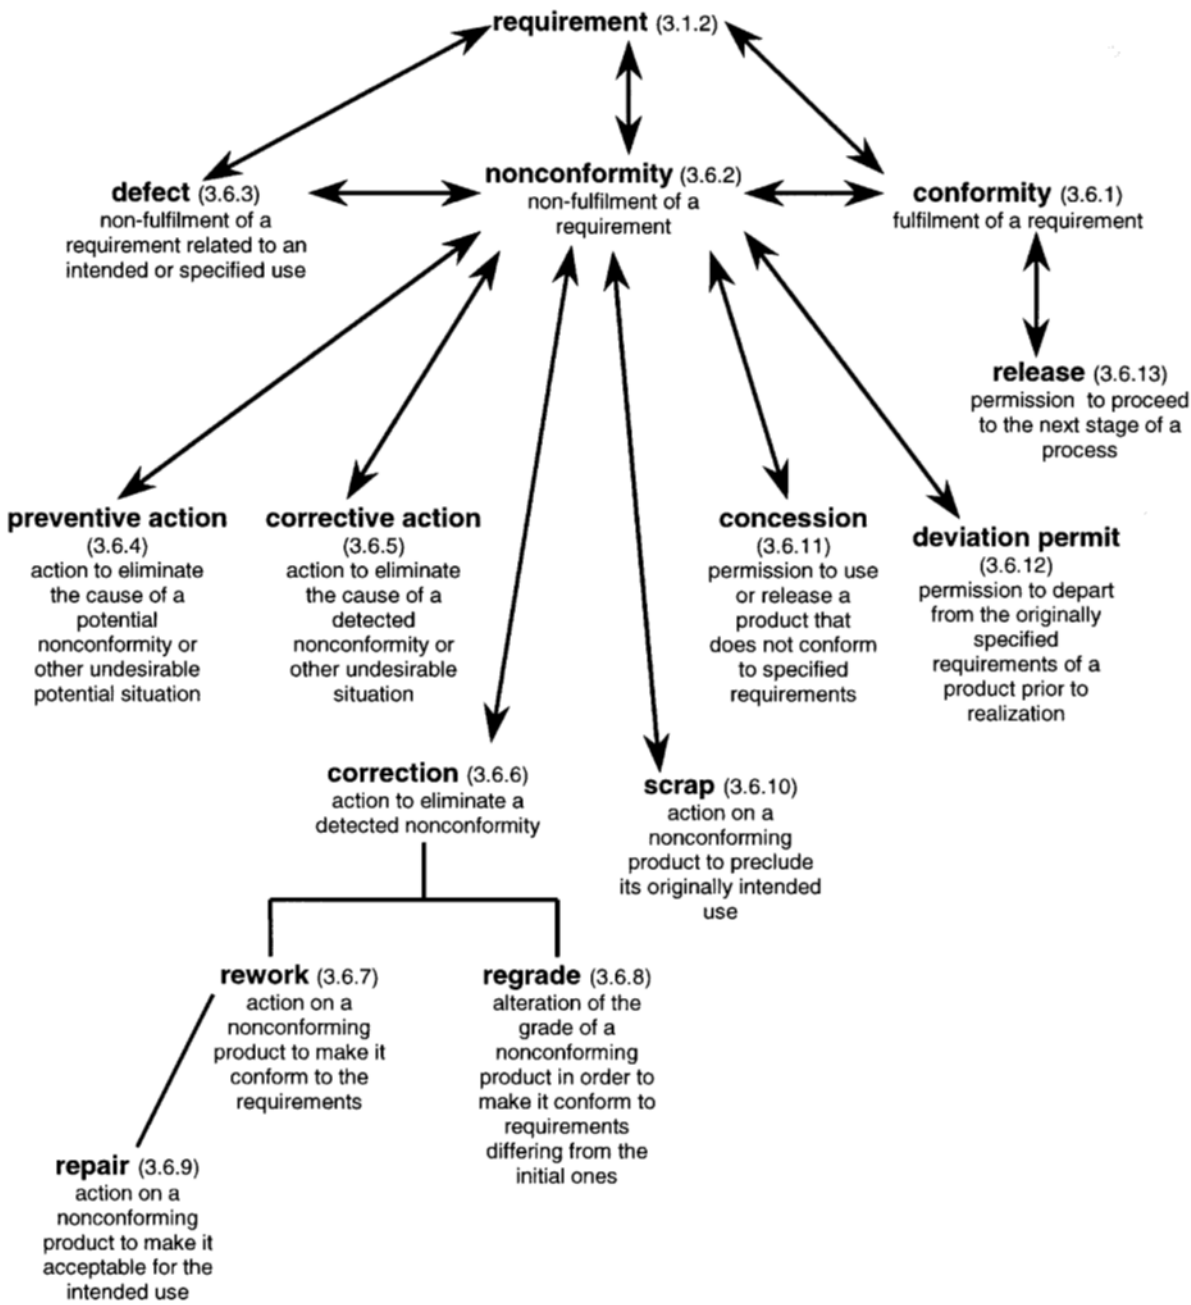 requirement (3.1.2)
defect (3.6.3)
non-fulfilment of a
requirement related to an
intended or specified use
nonconformity (3.6.2)
non-fulfilment of a
requirement
conformity (3.6.1)
fulfilment of a requirement
release (3.6.13)
permission to proceed
to the next stage of a
process
preventive action
(3.6.4)
action to eliminate
the cause of a
potential
nonconformity or
other undesirable
potential situation
corrective action
(3.6.5)
action to eliminate
the cause of a
detected
nonconformity or
other undesirable
situation
concession
(3.6.11)
permission to use
or release a
product that
does not conform
to specified
requirements
deviation permit
(3.6.12)
permission to depart
from the originally
specified
requirements of a
product prior to
realization
correction (3.6.6)
action to eliminate a
detected nonconformity
scrap (3.6.10)
action on a
nonconforming
product to preclude
its originally intended
use
rework (3.6.7)
action on a
nonconforming
product to make it
conform to the
requirements
regrade (3.6.8)
alteration of the
grade of a
nonconforming
product in order to
make it conform to
requirements
differing from the
initial ones
repair (3.6.9)
action on a
nonconforming
product to make it
acceptable for the
intended use